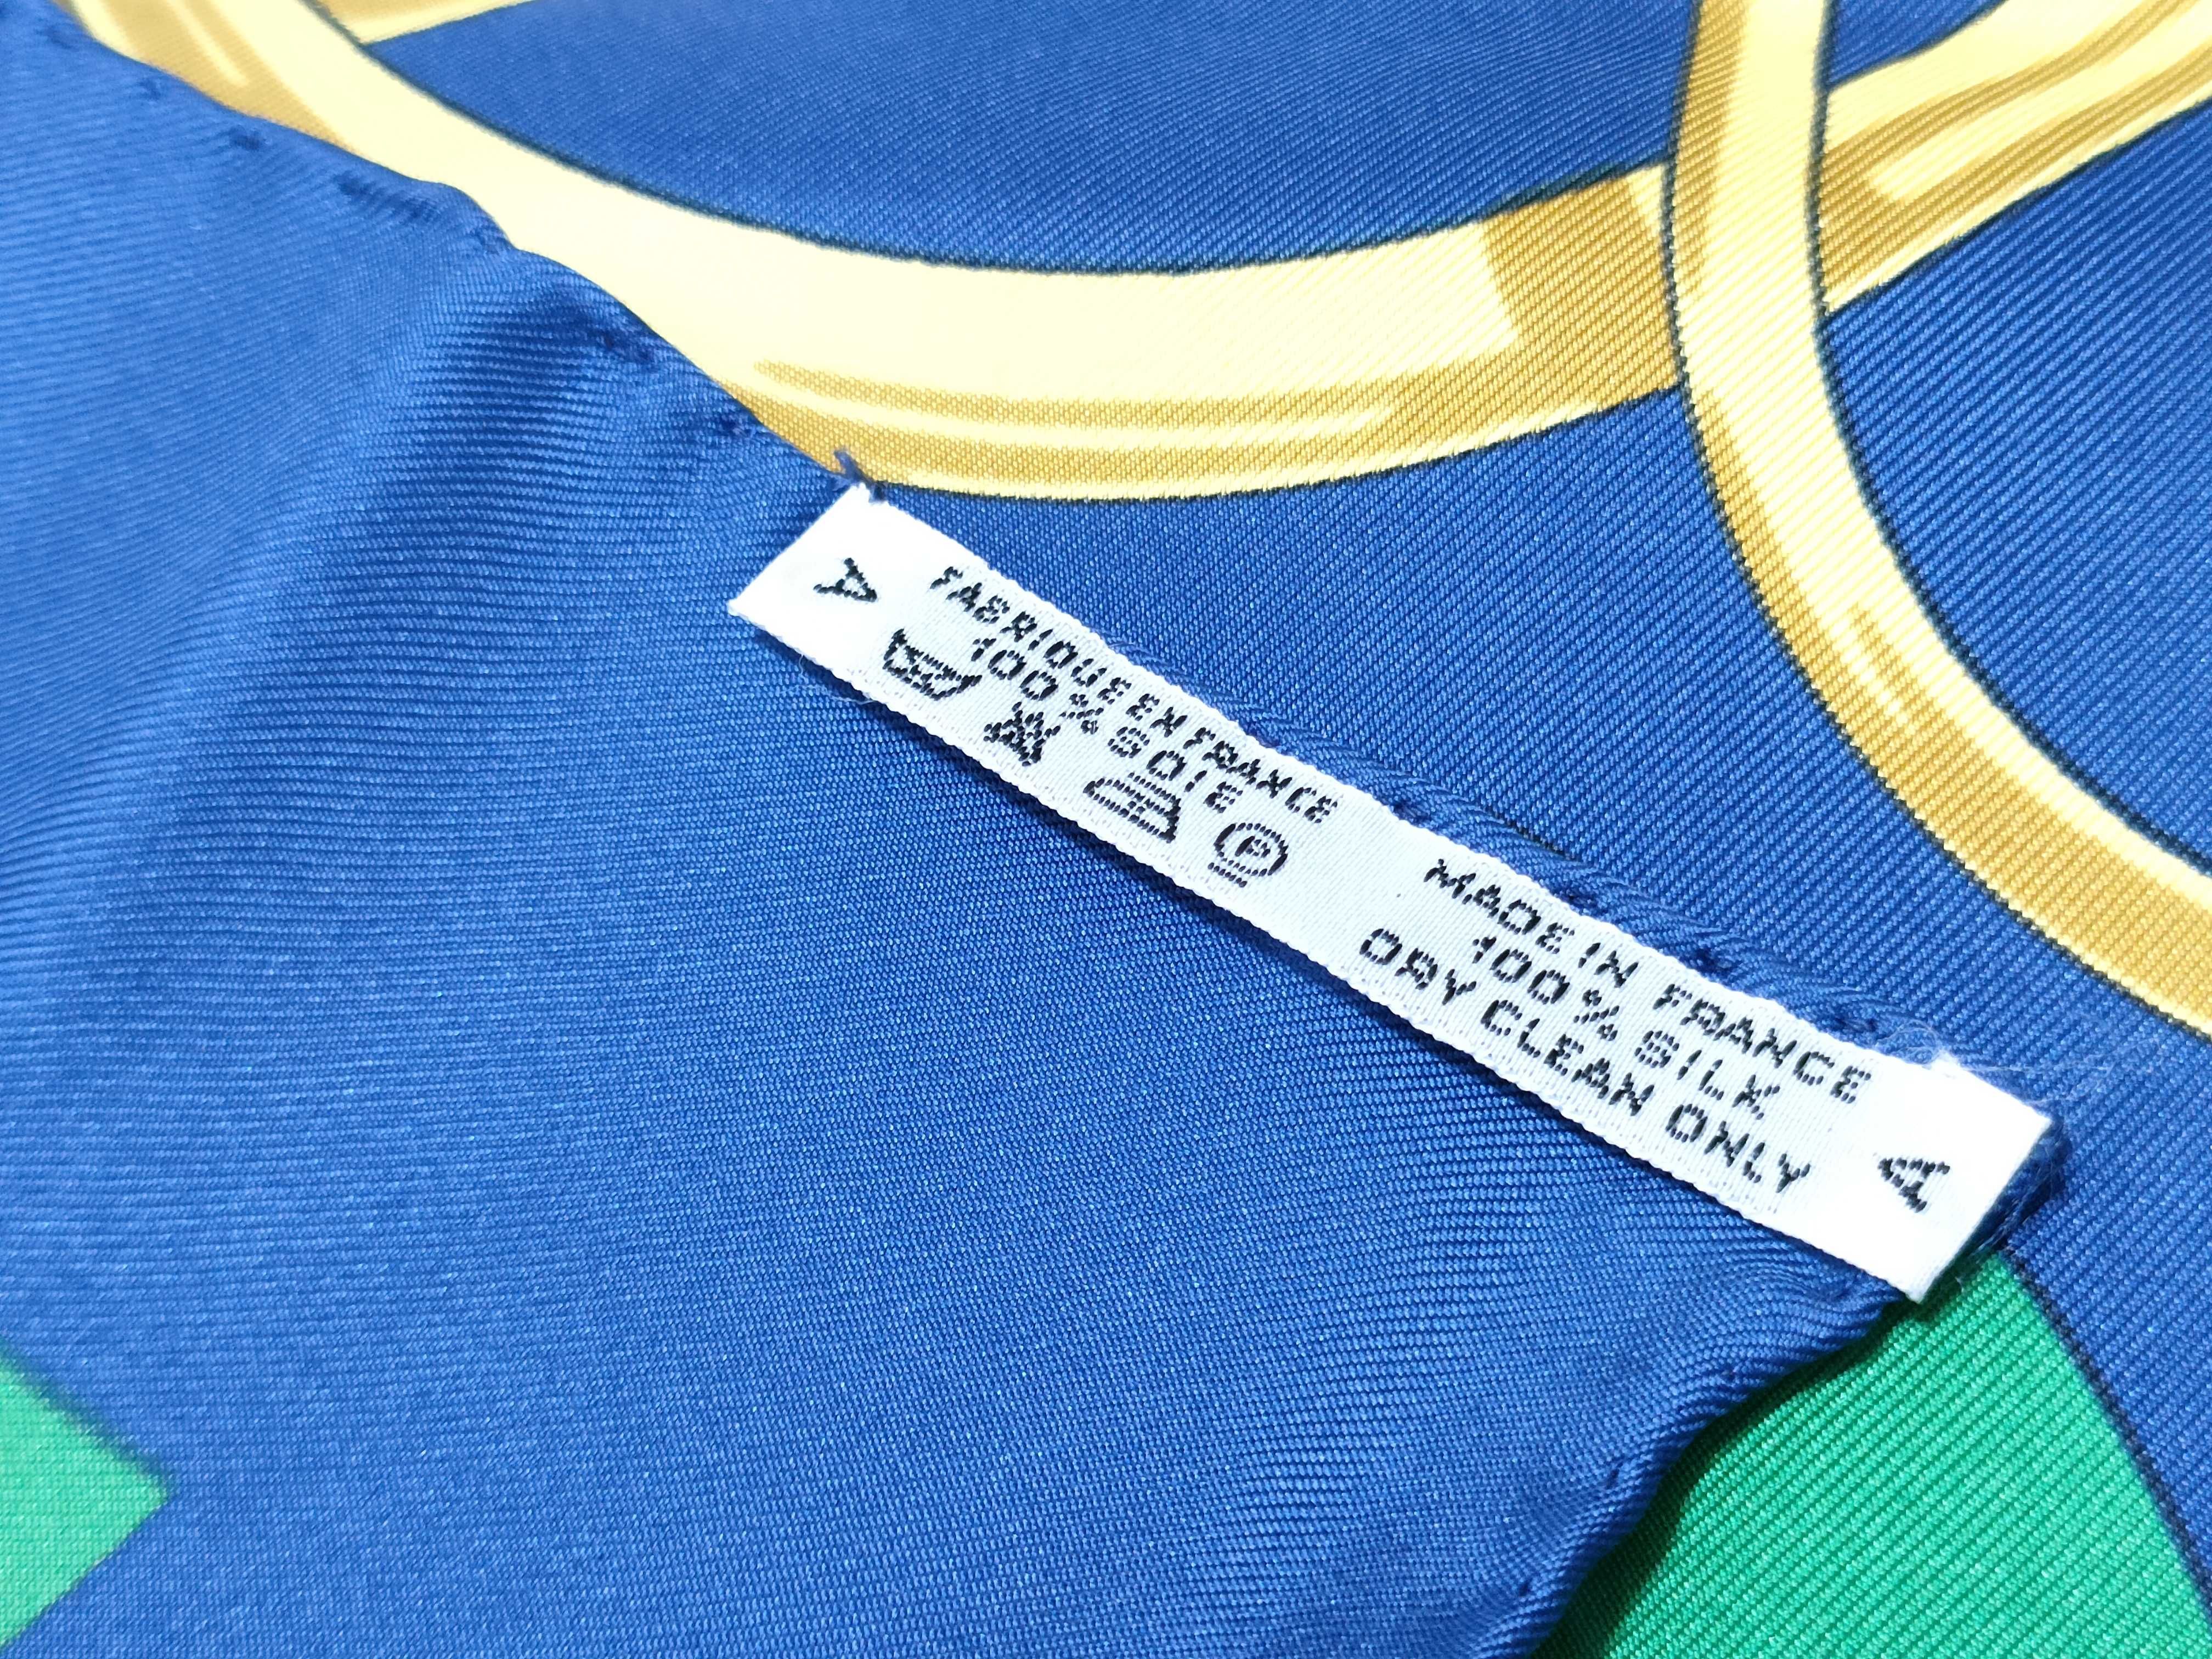 A
FABRIQUE EN FRANCE
100% SOIE
P
MADE IN FRANCE
100% SILK
DRY CLEAN ONLY
A